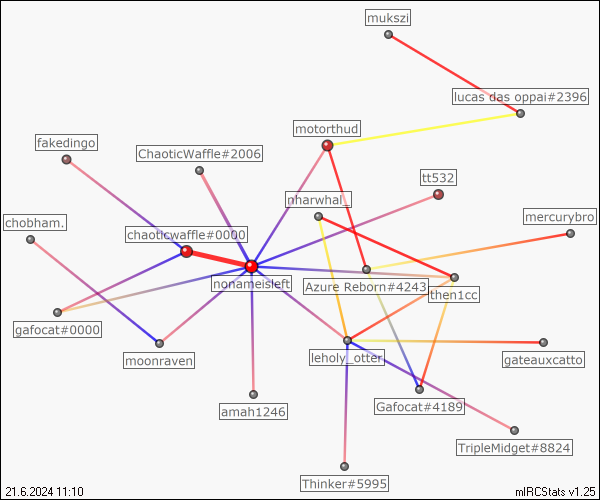 mukszi
lucas das oppai#2396
motorthud
fakedingo
ChaoticWaffle#2006
tt532
nharwhal_
mercurybro
chobham.
chaoticwaffle#0000
nonameisleft
Azure Reborn#4243
then1cc
gafocat#0000
moonraven
leholy_otter
gateauxcatto
amah1246
Gafocat#4189
TripleMidget#8824
Thinker#5995
21.6.2024 11:10
mIRCStats v1.25